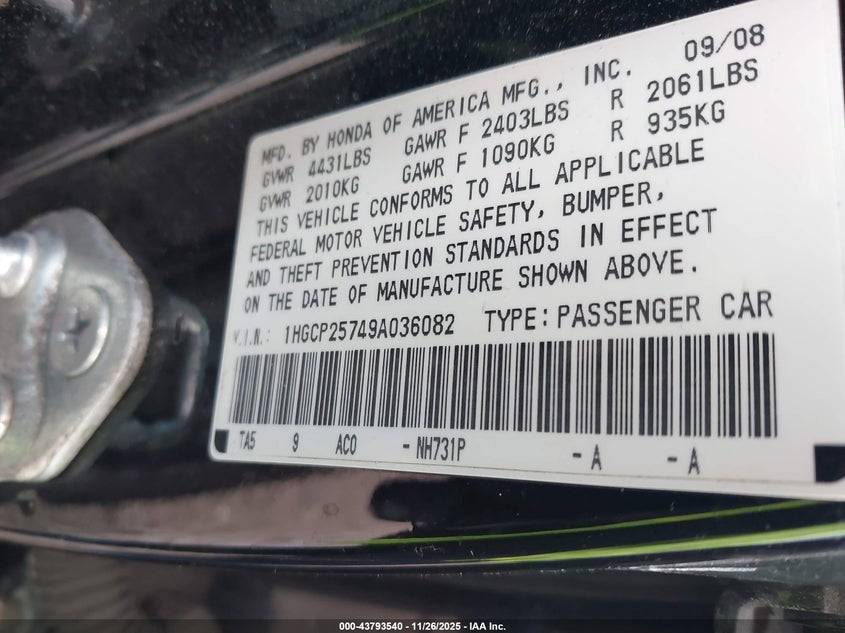 09/08
MFD. BY HONDA OF AMERICA MFG., INC.
GVWR 4431LBS GAWR F 2403LBS R 2061LBS
GVWR 2010KG GAWR F 1090KG R 935KG
THIS VEHICLE CONFORMS TO ALL APPLICABLE
FEDERAL MOTOR VEHICLE SAFETY, BUMPER,
AND THEFT PREVENTION STANDARDS IN EFFECT
ON THE DATE OF MANUFACTURE SHOWN ABOVE.
V.I.N.: 1HGCP25749A036082 TYPE: PASSENGER CAR
TA5 9 AC0 -NH731P -A -A
000-43793540 - 11/26/2025 - IAA Inc.